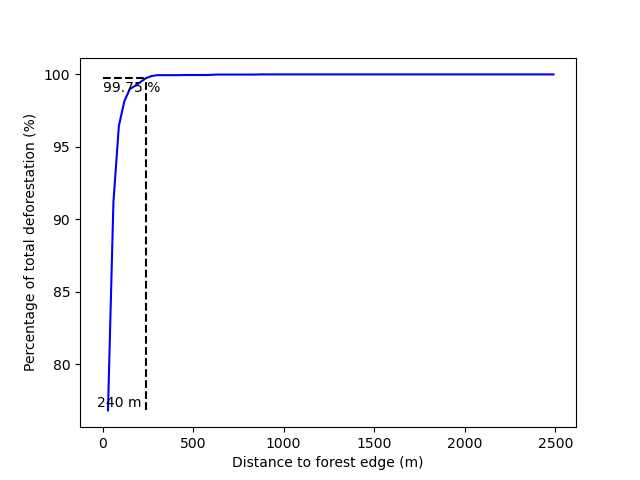 100
99.75 %
95
90
85
80
240 m
0 500 1000 1500 2000 2500
Distance to forest edge (m)
Percentage of total deforestation (%)